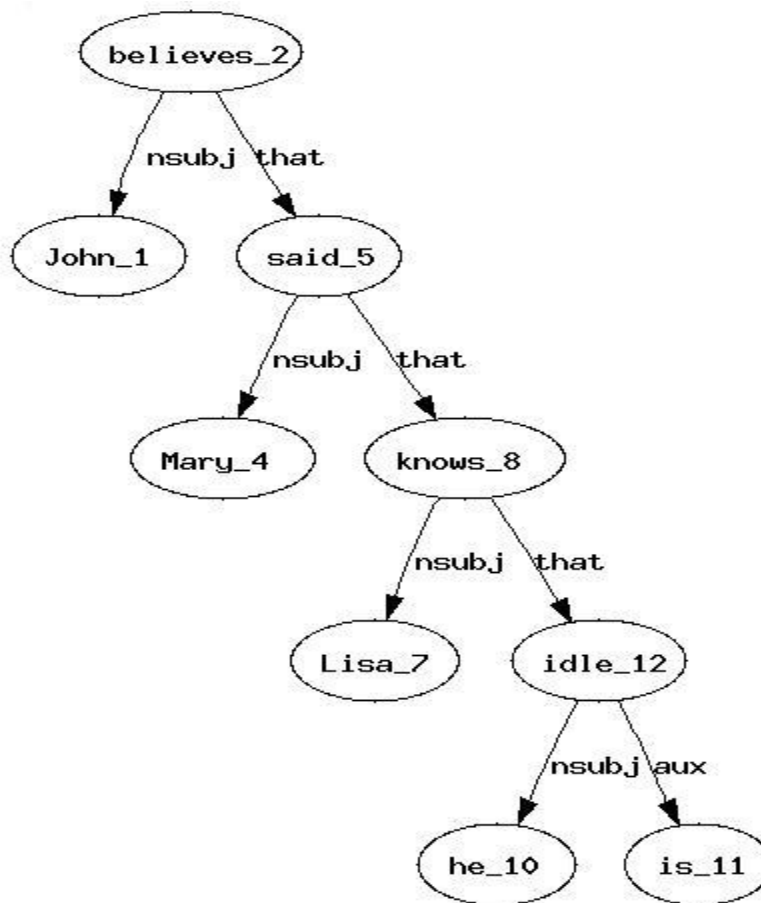 believes_2
nsubj that
John_1 said_5
nsubj that
Mary_4 knows_8
nsubj that
Lisa_7 idle_12
nsubj aux
he_10 is_11